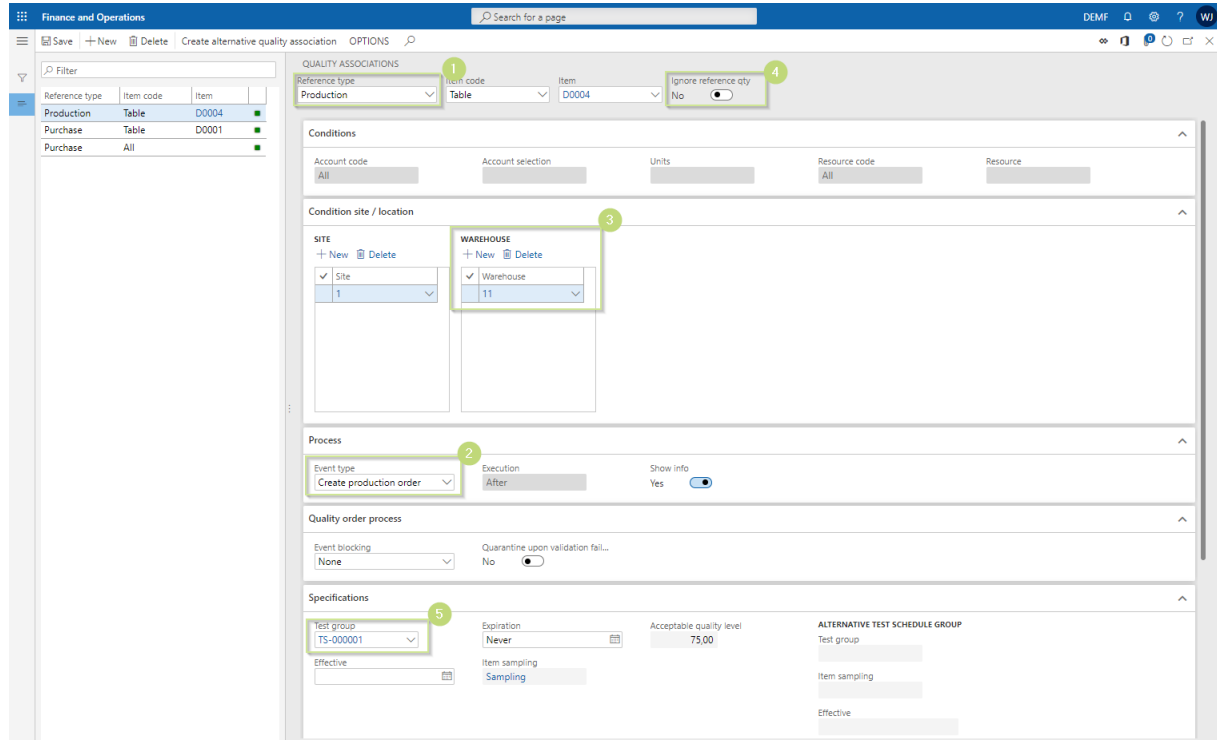 Finance and Operations
Search for a page
DEMF
?
WJ
Save
New
Delete
Create alternative quality association
OPTIONS
0
Filter
Reference type Item code Item
Production Table D0004
Purchase Table D0001
Purchase All
QUALITY ASSOCIATIONS
1
4
Reference type Item code Item Ignore reference qty
Production Table D0004 No
Conditions
Account code Account selection Units Resource code Resource
All All
Condition site / location
3
SITE WAREHOUSE
New Delete New Delete
Site Warehouse
1 11
Process
2
Event type Execution Show info
Create production order After Yes
Quality order process
Event blocking Quarantine upon validation fail...
None No
Specifications
5
Test group Expiration Acceptable quality level ALTERNATIVE TEST SCHEDULE GROUP
TS-000001 Never 75,00 Test group
Effective Item sampling
Sampling Item sampling
Effective